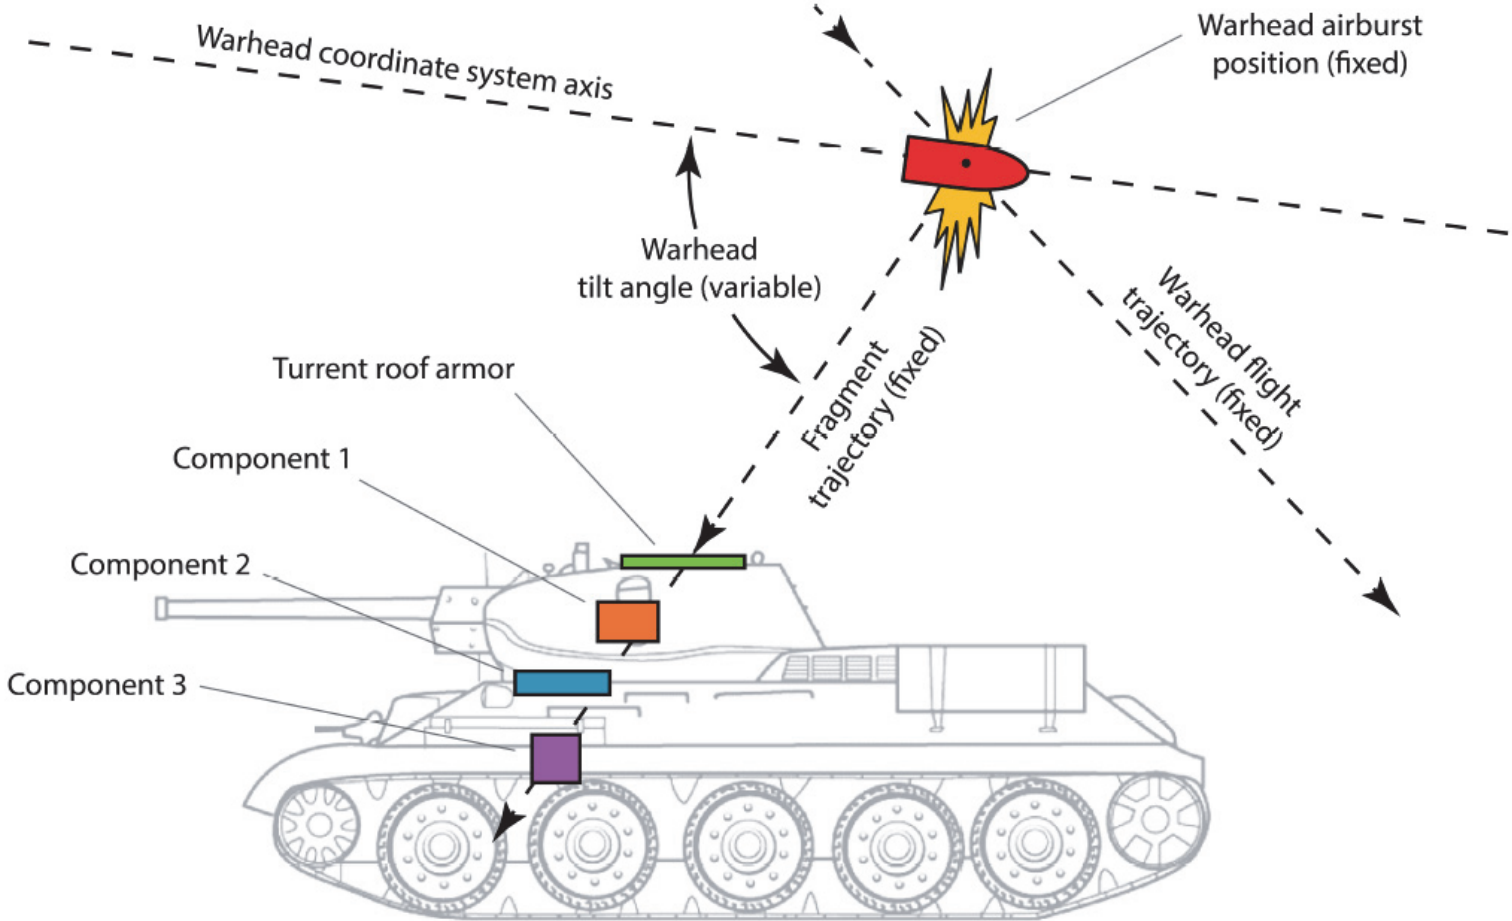 Warhead coordinate system axis
Warhead airburst
position (fixed)
Warhead
tilt angle (variable)
Warhead flight
trajectory (fixed)
Fragment
trajectory (fixed)
Turrent roof armor
Component 1
Component 2
Component 3